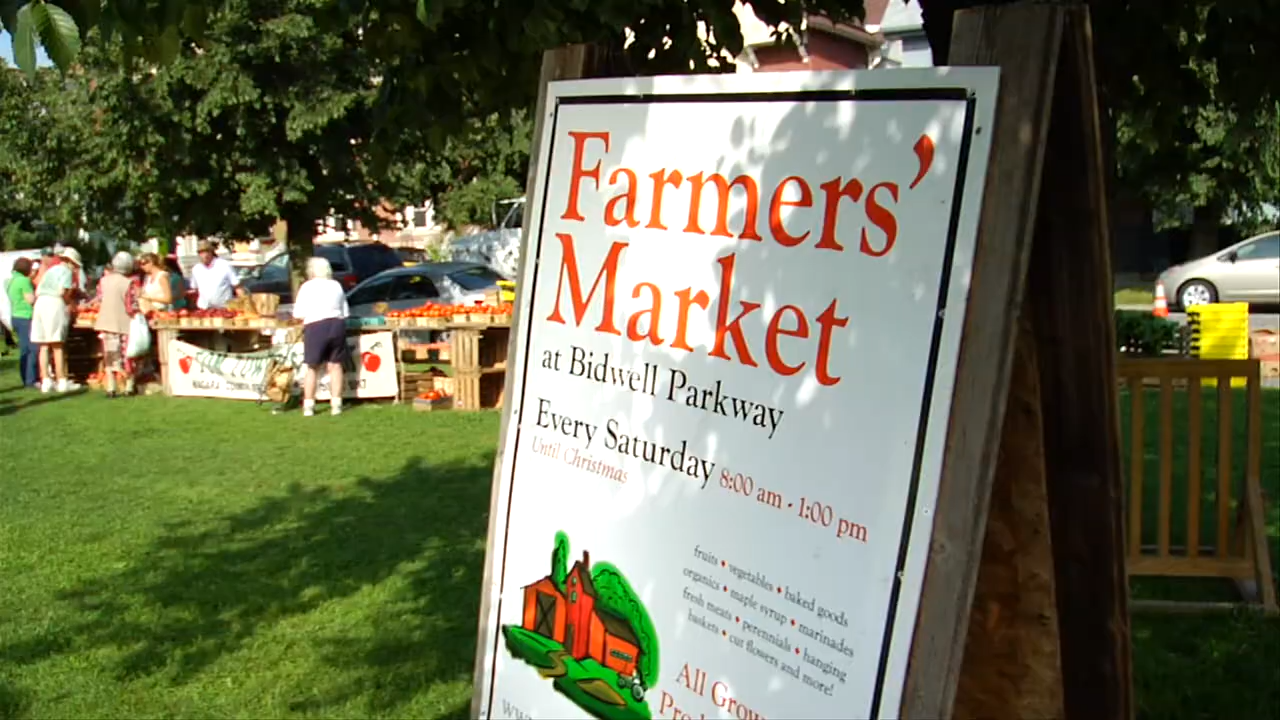 Farmers'
Market
at Bidwell Parkway
Every Saturday 8:00 am - 1:00 pm
Until Christmas
fruits • vegetables • baked goods
organics • maple syrup • marinades
fresh meats • perennials • hanging
baskets • cut flowers and more!
All